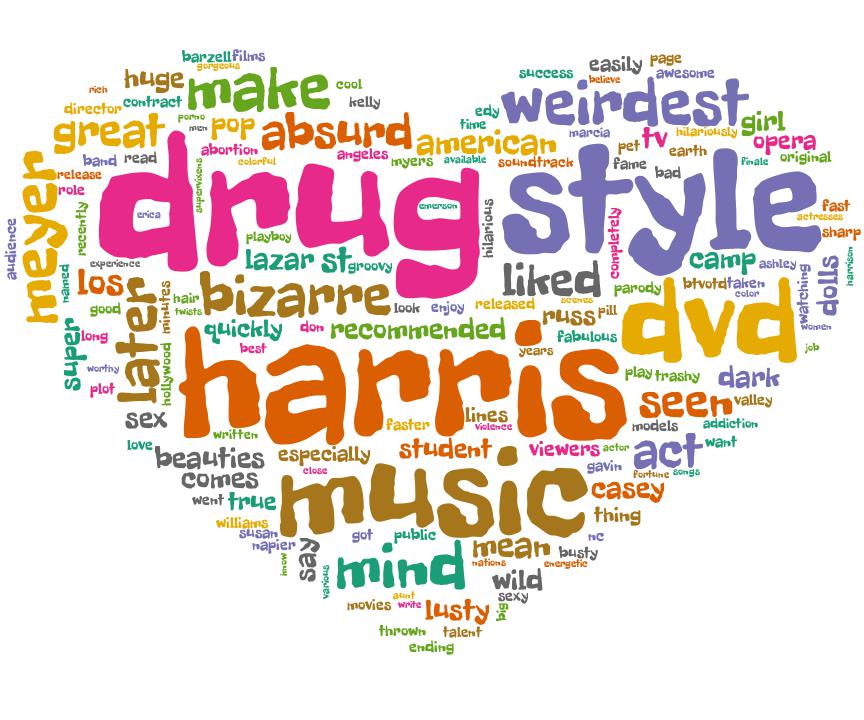 barzell films
gorgeous
easily page
rich huge make cool success believe awesome
director contract kelly edy weirdest
great porno men pop absurd time marcia tv hilariously girl
band read abortion angeles american pet earth opera
colorful myers available soundtrack fame bad finale original
release
role
meyer
supervixens
drug style
erica emerson
hilarious
completely
audience
recently
playboy
fast
actresses
sharp
experience lazar st groovy liked camp ashley harrison
named los hair bizarre look enjoy released scenes parody btvotd taken
color
watching
dolls
good later minutes twists russ pill dvd women
super long quickly don recommended fabulous job
hollywood
best harris years play trashy
worthy
plot
dark
seen valley
sex lines models addiction
written faster violence
love especially student viewers actor act want
beauties close gavin fortune songs
comes music casey
went true
williams thing
susan got public nc
napier say mind mean busty
imow various nations energetic
wild
aunt sexy
movies write lusty big
thrown talent
ending